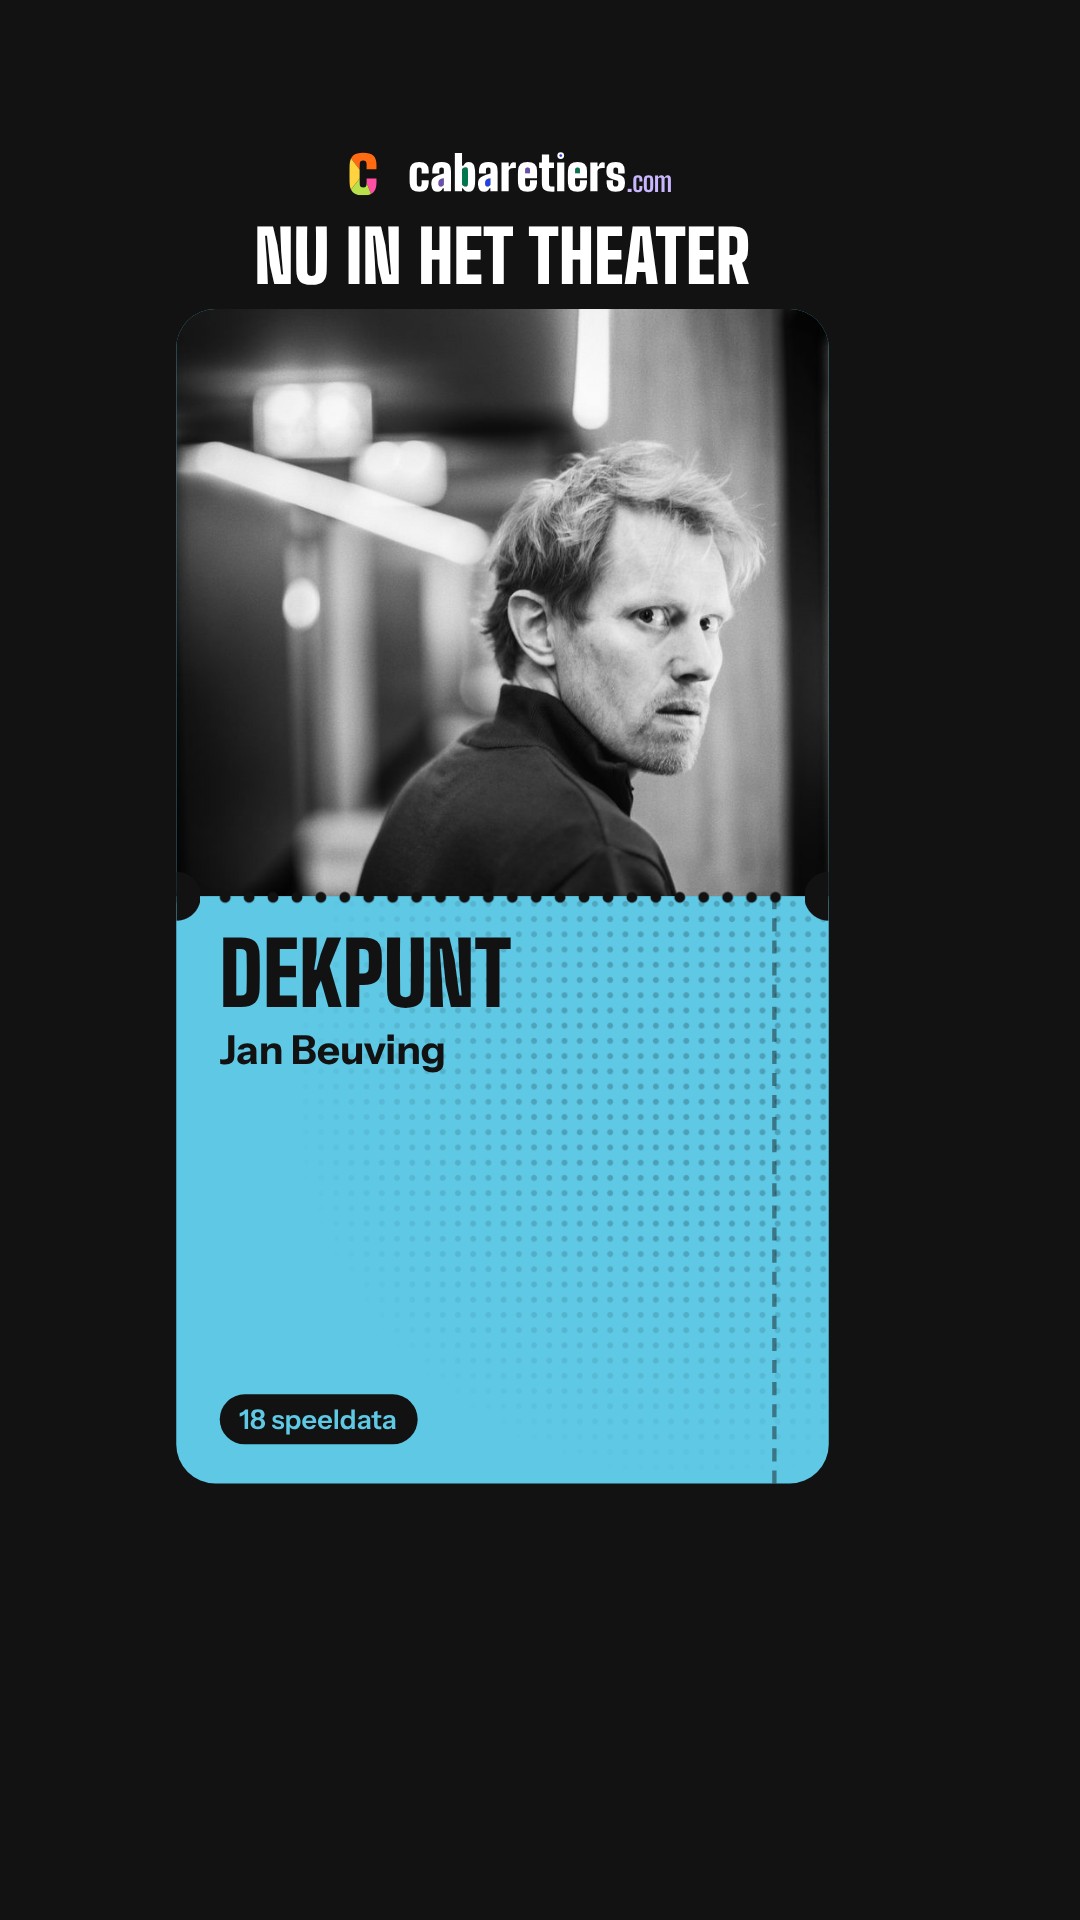 cabaretiers.com
NU IN HET THEATER
DEKPUNT
Jan Beuving
18 speeldata